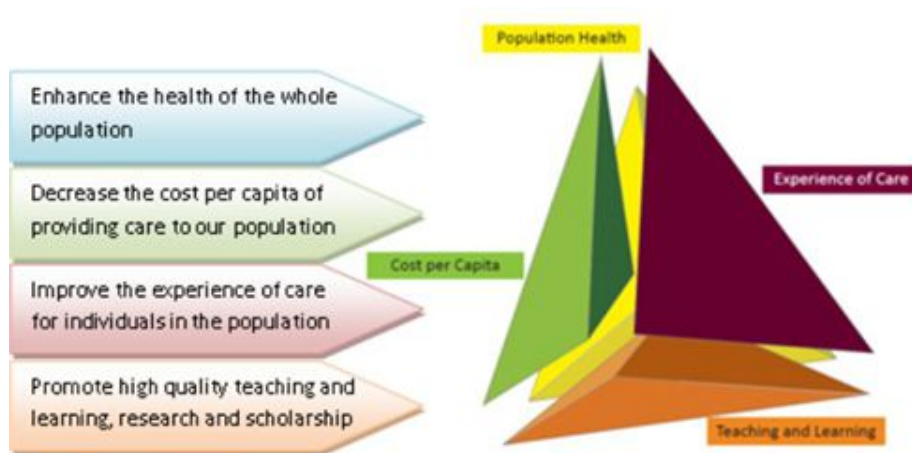 Enhance the health of the whole
population
Decrease the cost per capita of
providing care to our population
Improve the experience of care
for individuals in the population
Promote high quality teaching and
learning, research and scholarship
Population Health
Experience of Care
Cost per Capita
Teaching and Learning